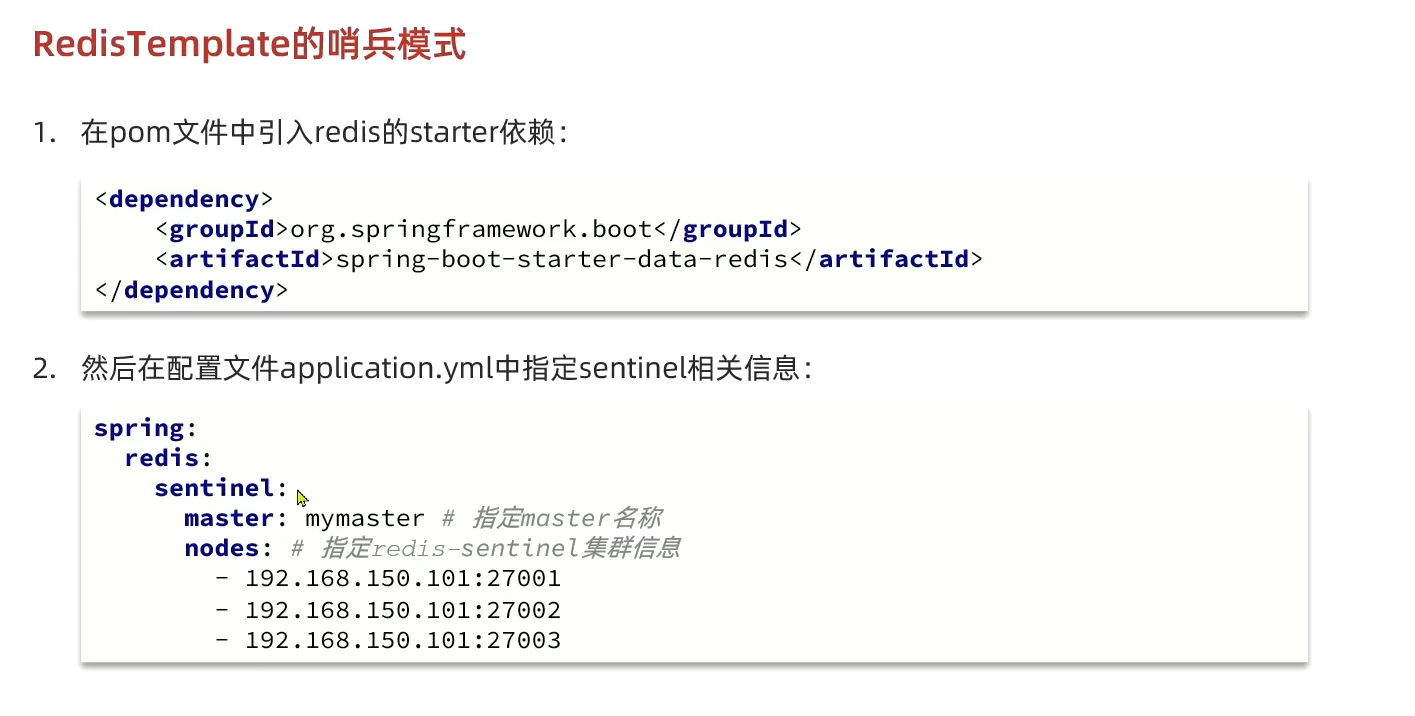 RedisTemplate的哨兵模式
1. 在pom文件中引入redis的starter依赖：
<dependency>
    <groupId>org.springframework.boot</groupId>
    <artifactId>spring-boot-starter-data-redis</artifactId>
</dependency>
2. 然后在配置文件application.yml中指定sentinel相关信息：
spring:
  redis:
    sentinel:
      master: mymaster # 指定master名称
      nodes: # 指定redis-sentinel集群信息
        - 192.168.150.101:27001
        - 192.168.150.101:27002
        - 192.168.150.101:27003